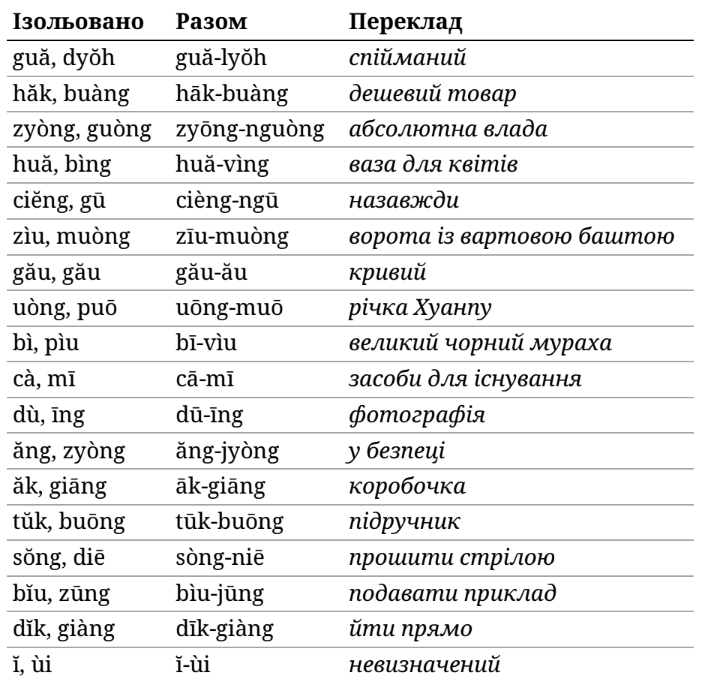 Ізольовано Разом Переклад
guă, dyŏh guă-lyŏh спійманий
hăk, buàng hāk-buàng дешевий товар
zyòng, guòng zyōng-nguòng абсолютна влада
huă, bìng huă-vìng ваза для квітів
ciĕng, gū cièng-ngū назавжди
zìu, muòng zīu-muòng ворота із вартовою баштою
gău, gău gău-ău кривий
uòng, puō uōng-muō річка Хуанпу
bì, pìu bī-vìu великий чорний мураха
cà, mī cā-mī засоби для існування
dù, īng dū-īng фотографія
ăng, zyòng ăng-jyòng у безпеці
ăk, giāng āk-giāng коробочка
tŭk, buōng tūk-buōng підручник
sŏng, diē sòng-niē прошити стрілою
bĭu, zūng bìu-jūng подавати приклад
dĭk, giàng dīk-giàng йти прямо
ĭ, ùi ĭ-ùi невизначений